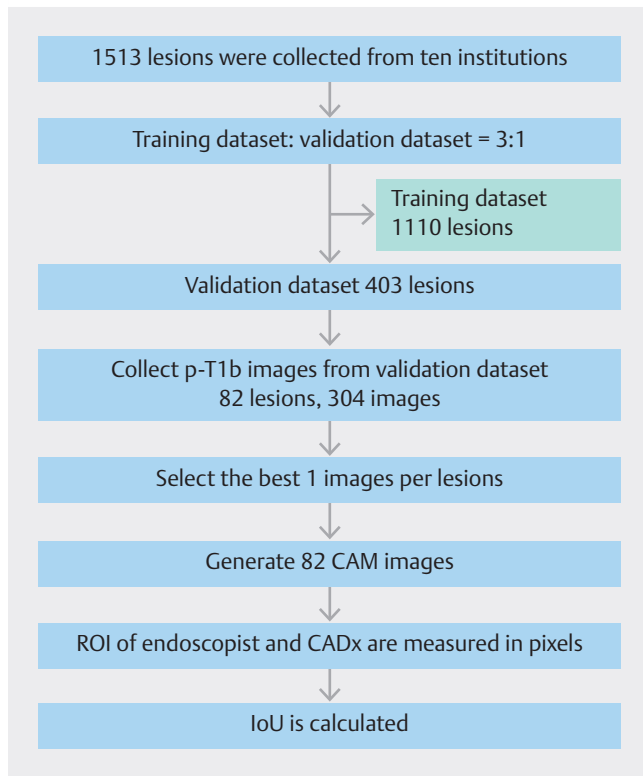 1513 lesions were collected from ten institutions
Training dataset: validation dataset = 3:1
Training dataset
1110 lesions
Validation dataset 403 lesions
Collect p-T1b images from validation dataset
82 lesions, 304 images
Select the best 1 images per lesions
Generate 82 CAM images
ROI of endoscopist and CADx are measured in pixels
IoU is calculated